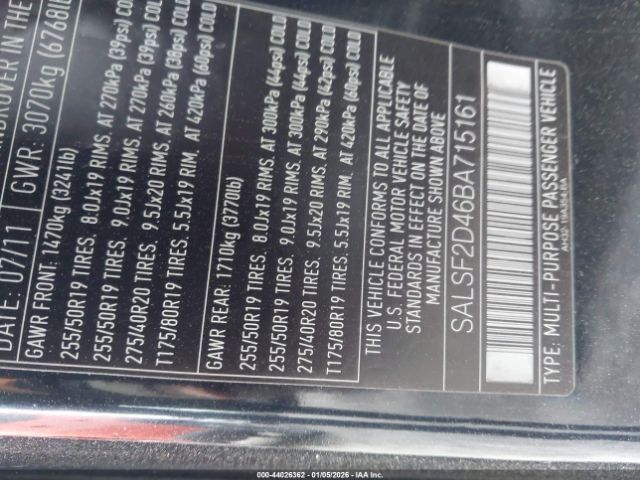 NDROVER IN THE
DATE: 07/11 GWR: 3070kg (6768l
GAWR FRONT: 1470kg (3241lb)
255/50R19 TIRES. 8.0Jx19 RIMS, AT 270kPa (39psi) COLD
255/50R19 TIRES. 9.0Jx19 RIMS, AT 270kPa (39psi) COLD
275/40R20 TIRES. 9.5Jx20 RIMS, AT 260kPa (38psi) COLD
T175/80R19 TIRES. 5.5Jx19 RIM, AT 420kPa (60psi) COLD
GAWR REAR: 1710kg (3770lb)
255/50R19 TIRES. 8.0Jx19 RIMS, AT 300kPa (44psi) COLD
255/50R19 TIRES. 9.0Jx19 RIMS, AT 300kPa (44psi) COLD
275/40R20 TIRES. 9.5Jx20 RIMS, AT 290kPa (42psi) COLD
T175/80R19 TIRES. 5.5Jx19 RIM, AT 420kPa (60psi) COLD
THIS VEHICLE CONFORMS TO ALL APPLICABLE
U.S. FEDERAL MOTOR VEHICLE SAFETY
STANDARDS IN EFFECT ON THE DATE OF
MANUFACTURE SHOWN ABOVE
SALSF2D46BA715161
TYPE: MULTI-PURPOSE PASSENGER VEHICLE
000-44026362 | 01/05/2026 - IAA Inc.